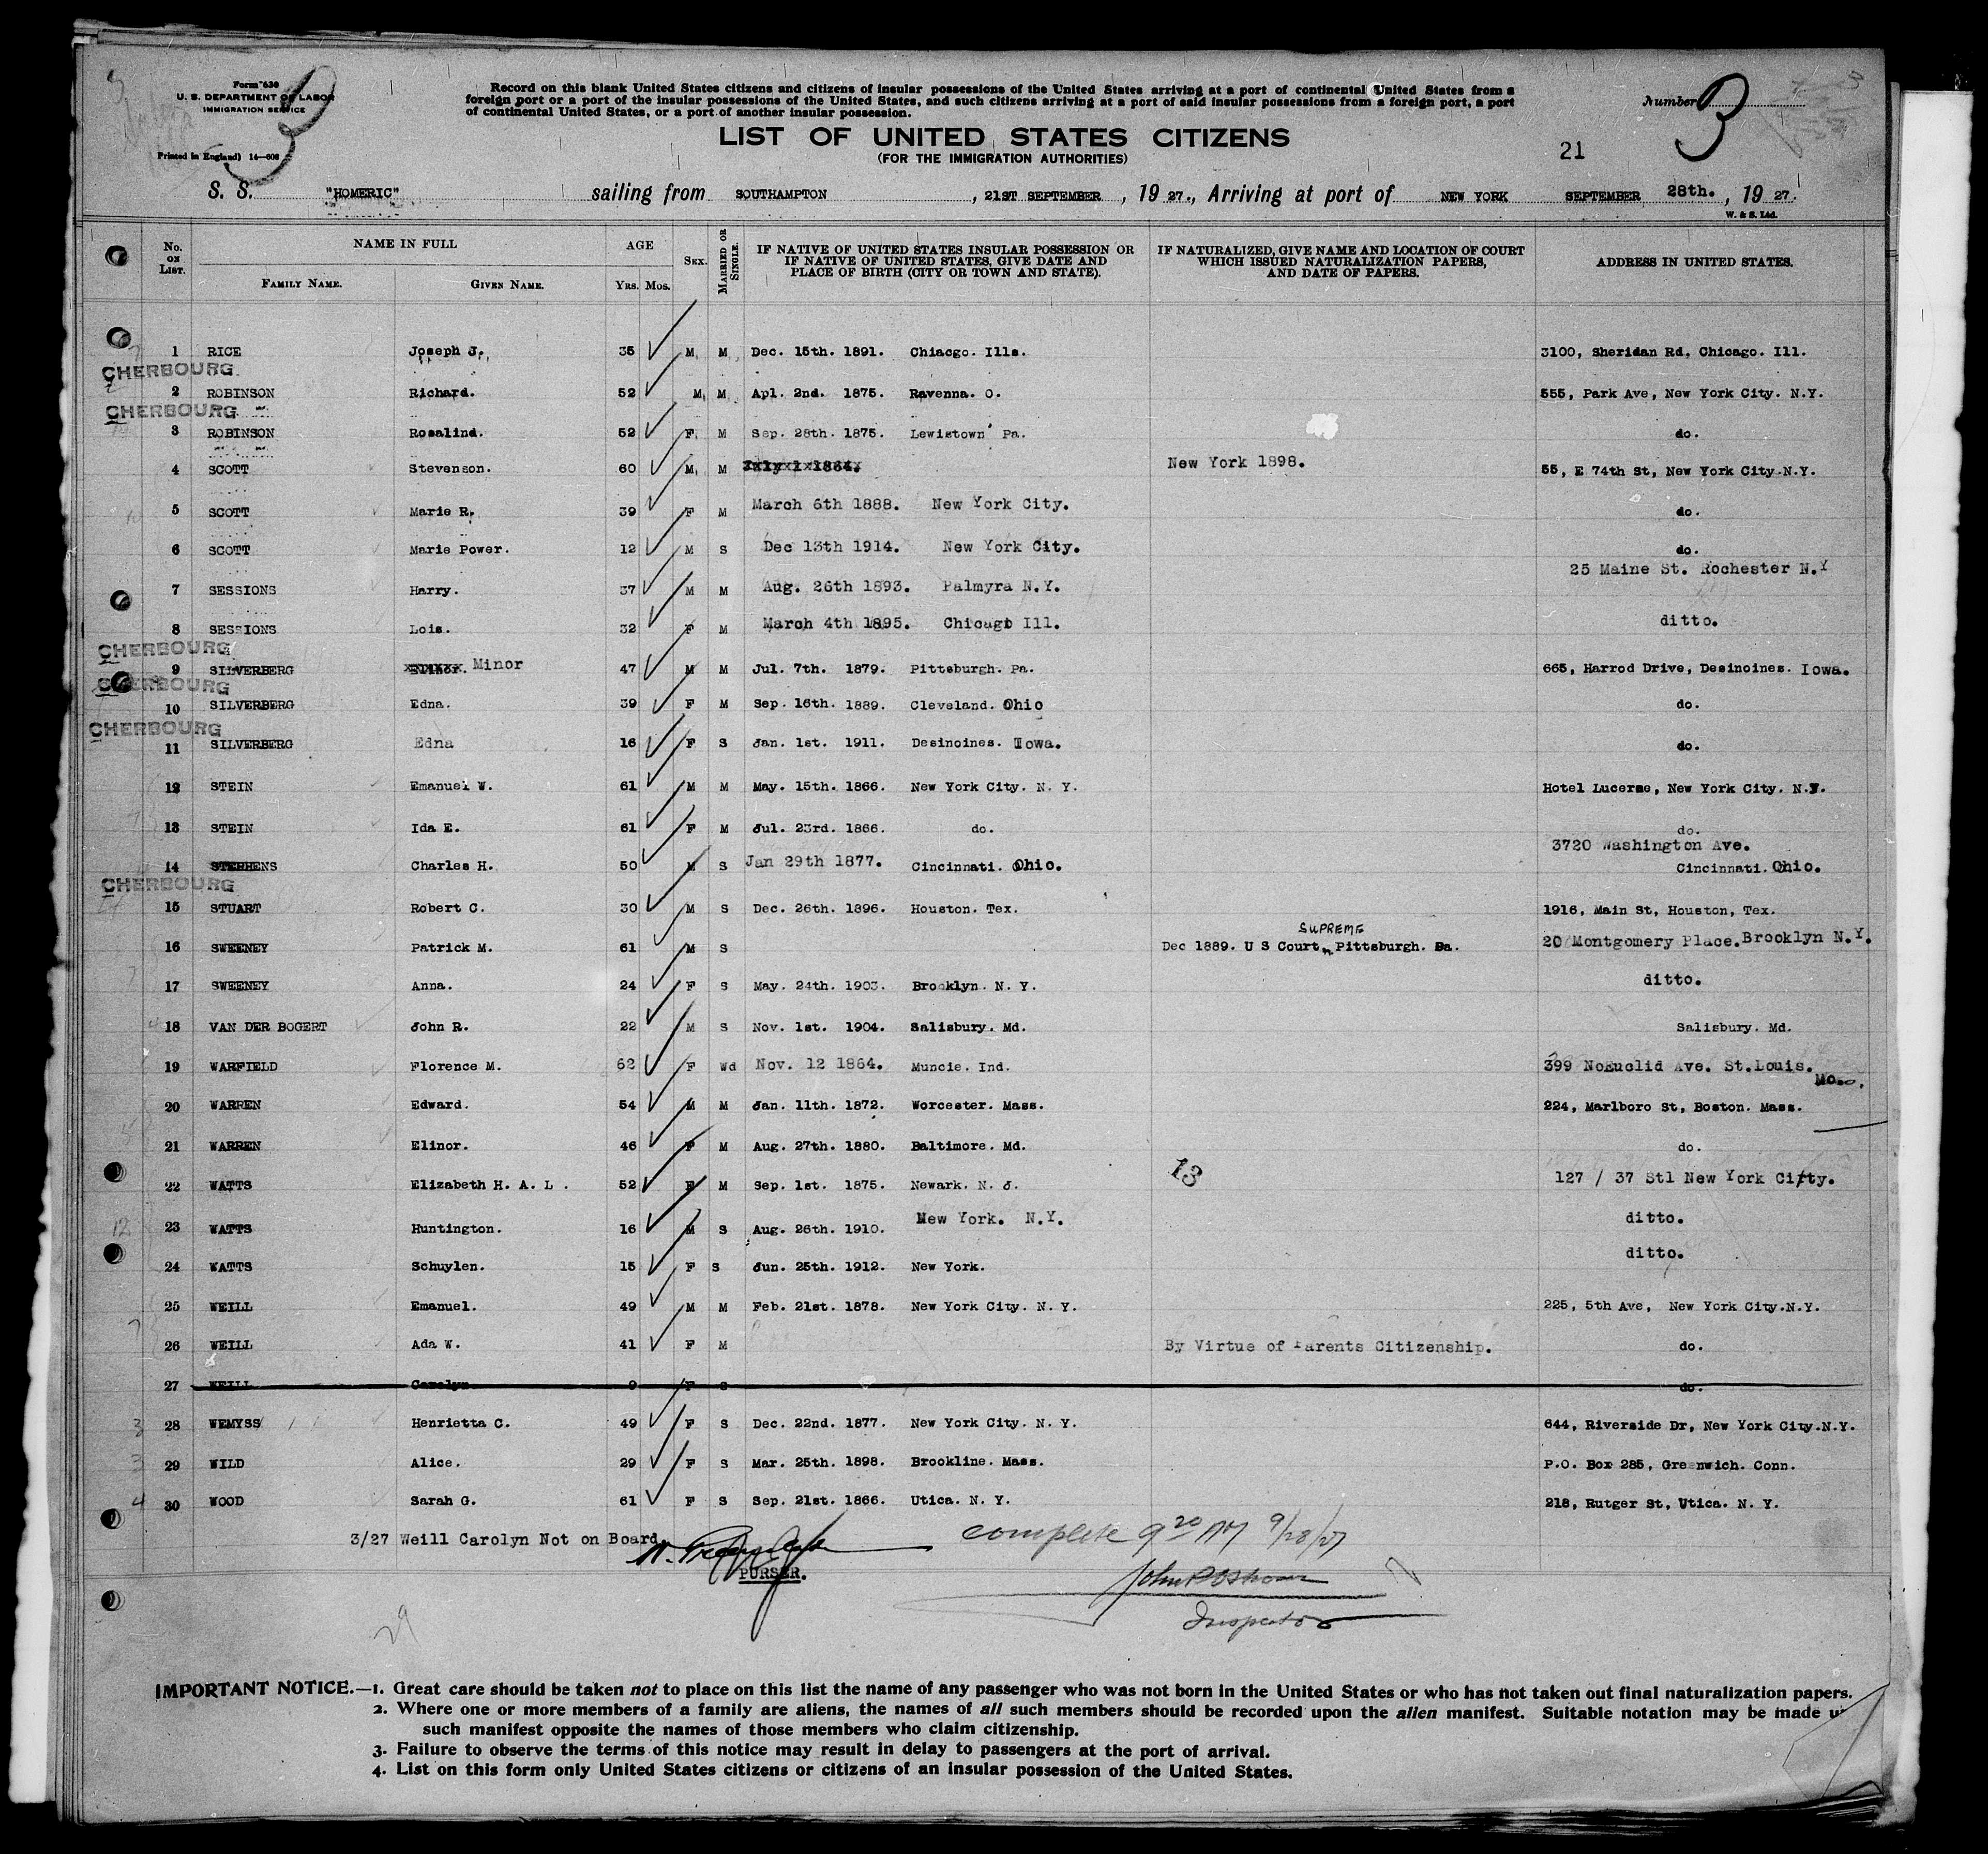 Form 630
U. S. DEPARTMENT OF LABOR
IMMIGRATION SERVICE
Printed in England) 14—608
3
Record on this blank United States citizens and citizens of insular possessions of the United States arriving at a port of continental United States from a
foreign port or a port of the insular possessions of the United States, and such citizens arriving at a port of said insular possessions from a foreign port, a port
of continental United States, or a port of another insular possession.
Number 3
LIST OF UNITED STATES CITIZENS
(FOR THE IMMIGRATION AUTHORITIES)
21
S. S. "HOMERIC" sailing from SOUTHAMPTON, 21ST SEPTEMBER, 1927., Arriving at port of NEW YORK SEPTEMBER 28th., 1927.
W. & S. Ltd.
No. on List. NAME IN FULL AGE Sex. Married or Single. IF NATIVE OF UNITED STATES INSULAR POSSESSION OR IF NATIVE OF UNITED STATES, GIVE DATE AND PLACE OF BIRTH (CITY OR TOWN AND STATE). IF NATURALIZED, GIVE NAME AND LOCATION OF COURT WHICH ISSUED NATURALIZATION PAPERS, AND DATE OF PAPERS. ADDRESS IN UNITED STATES.
Family Name. Given Name. Yrs. Mos.
1 RICE Joseph J. 35 M M Dec. 15th. 1891. Chiacgo. Ills. 3100, Sheridan Rd, Chicago. Ill.
CHERBOURG
2 ROBINSON Richard. 52 M M Apl. 2nd. 1875. Ravenna. O. 555, Park Ave, New York City. N.Y.
CHERBOURG
3 ROBINSON Rosalind. 52 F M Sep. 28th. 1875. Lewistown Pa. do.
4 SCOTT Stevenson. 60 M M New York 1898. 55, E 74th St, New York City N.Y.
5 SCOTT Marie R. 39 F M March 6th 1888. New York City. do.
6 SCOTT Marie Power. 12 M S Dec 13th 1914. New York City. do.
7 SESSIONS Harry. 37 M M Aug. 26th 1893. Palmyra N.Y. 25 Maine St. Rochester N.Y
8 SESSIONS Lois. 32 F M March 4th 1895. Chicago Ill. ditto.
CHERBOURG
9 SILVERBERG Minor 47 M M Jul. 7th. 1879. Pittsburgh. Pa. 665, Harrod Drive, Desinoines. Iowa.
CHERBOURG
10 SILVERBERG Edna. 39 F M Sep. 16th. 1889. Cleveland. Ohio do.
CHERBOURG
11 SILVERBERG Edna 16 F S Jan. 1st. 1911. Desinoines. Iowa. do.
12 STEIN Emanuel W. 61 M M May. 15th. 1866. New York City. N. Y. Hotel Lucerne, New York City. N.Y.
13 STEIN Ida E. 61 F M Jul. 23rd. 1866. do. do.
14 STEPHENS Charles H. 50 M S Jan 29th 1877. Cincinnati. Ohio. 3720 Washington Ave. Cincinnati. Ohio.
CHERBOURG
15 STUART Robert C. 30 M S Dec. 26th. 1896. Houston. Tex. 1916, Main St, Houston, Tex.
16 SWEENEY Patrick M. 61 M S Dec 1889. U S SUPREME Court, Pittsburgh. Pa. 20 Montgomery Place. Brooklyn N.Y.
17 SWEENEY Anna. 24 F S May. 24th. 1903. Brooklyn. N. Y. ditto.
18 VAN DER BOGERT John R. 22 M S Nov. 1st. 1904. Salisbury. Md. Salisbury. Md.
19 WARFIELD Florence M. 62 F Wd Nov. 12 1864. Muncie. Ind. 399 NoEuclid Ave. St.Louis. Mo.
20 WARREN Edward. 54 M M Jan. 11th. 1872. Worcester. Mass. 224, Marlboro St, Boston. Mass.
21 WARREN Elinor. 46 F M Aug. 27th. 1880. Baltimore. Md. do.
13
22 WATTS Elizabeth H. A. L. 52 F M Sep. 1st. 1875. Newark. N. J. 127 / 37 Stl New York City.
23 WATTS Huntington. 16 M S Aug. 26th. 1910. New York. N.Y. ditto.
24 WATTS Schuylen. 15 F S Jun. 25th. 1912. New York. ditto.
25 WEILL Emanuel. 49 M M Feb. 21st. 1878. New York City. N. Y. 225, 5th Ave, New York City.N.Y.
26 WEILL Ada W. 41 F M By Virtue of Parents Citizenship. do.
27 WEILL Carolyn 9 F S do.
28 WEMYSS Henrietta C. 49 F S Dec. 22nd. 1877. New York City. N. Y. 644, Riverside Dr, New York City.N.Y.
29 WILD Alice. 29 F S Mar. 25th. 1898. Brookline. Mass. P.O. Box 285, Greenwich. Conn.
30 WOOD Sarah G. 61 F S Sep. 21st. 1866. Utica. N. Y. 218, Rutger St, Utica. N. Y.
3/27 Weill Carolyn Not on Board.
PURSER.
complete 9 20 AM 9/28/27
Inspector
29
IMPORTANT NOTICE.—1. Great care should be taken not to place on this list the name of any passenger who was not born in the United States or who has not taken out final naturalization papers.
2. Where one or more members of a family are aliens, the names of all such members should be recorded upon the alien manifest. Suitable notation may be made
such manifest opposite the names of those members who claim citizenship.
3. Failure to observe the terms of this notice may result in delay to passengers at the port of arrival.
4. List on this form only United States citizens or citizens of an insular possession of the United States.